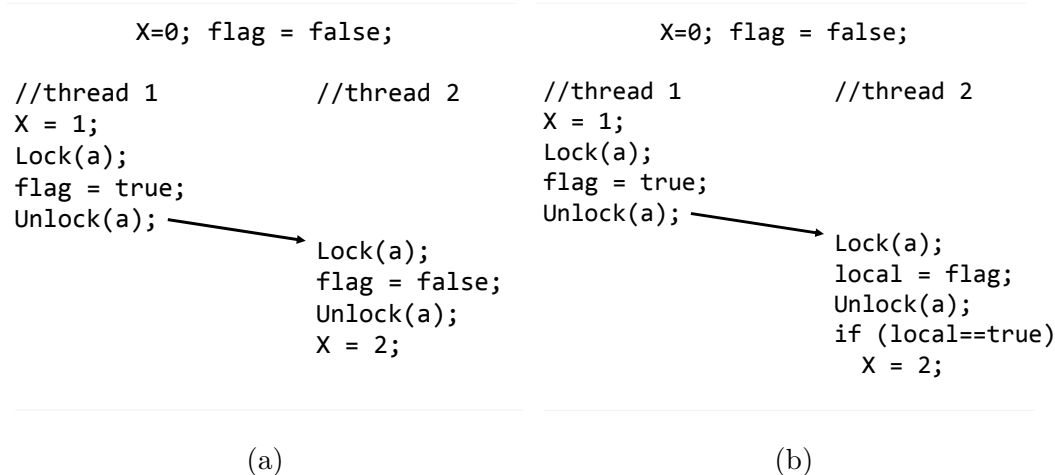 X=0; flag = false;
//thread 1
X = 1;
Lock(a);
flag = true;
Unlock(a);
//thread 2
Lock(a);
flag = false;
Unlock(a);
X = 2;
(a)
X=0; flag = false;
//thread 1
X = 1;
Lock(a);
flag = true;
Unlock(a);
//thread 2
Lock(a);
local = flag;
Unlock(a);
if (local==true)
X = 2;
(b)